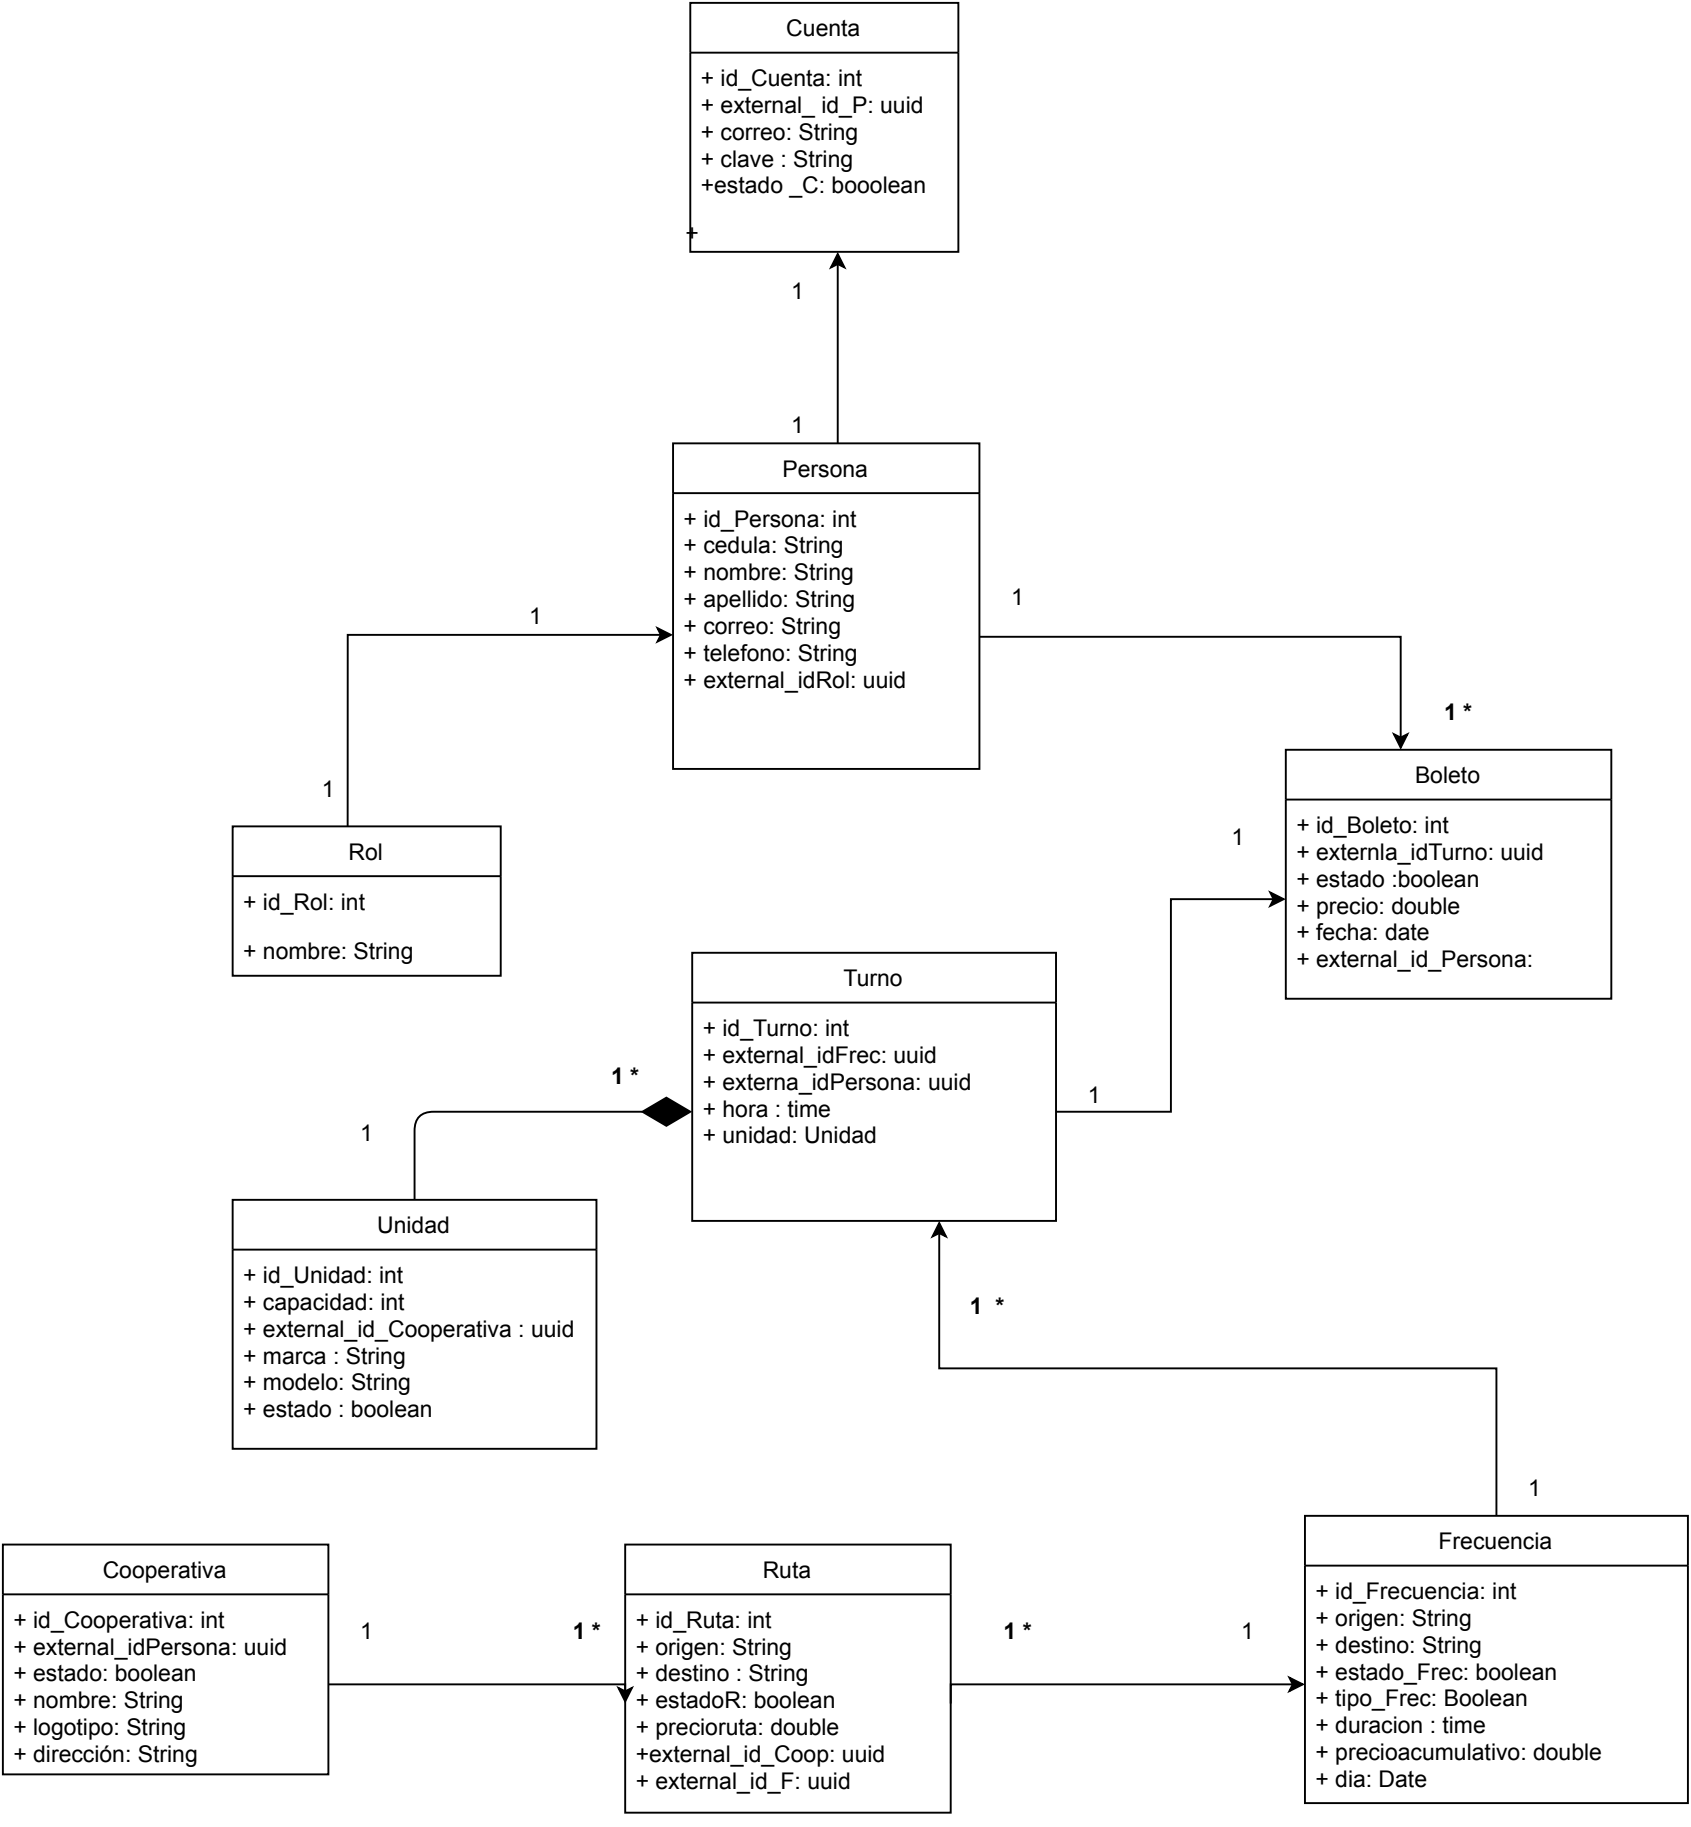 Cuenta
+ id_Cuenta: int
+ external_ id_P: uuid
+ correo: String
+ clave : String
+estado _C: booolean
+
1
1
Persona
+ id_Persona: int
+ cedula: String
+ nombre: String
+ apellido: String
+ correo: String
+ telefono: String
+ external_idRol: uuid
1
1
1
1 *
Rol
+ id_Rol: int
+ nombre: String
Boleto
+ id_Boleto: int
+ externla_idTurno: uuid
+ estado :boolean
+ precio: double
+ fecha: date
+ external_id_Persona:
1
Turno
+ id_Turno: int
+ external_idFrec: uuid
+ externa_idPersona: uuid
+ hora : time
+ unidad: Unidad
1
1 *
1
Unidad
+ id_Unidad: int
+ capacidad: int
+ external_id_Cooperativa : uuid
+ marca : String
+ modelo: String
+ estado : boolean
1 *
1
Cooperativa
+ id_Cooperativa: int
+ external_idPersona: uuid
+ estado: boolean
+ nombre: String
+ logotipo: String
+ dirección: String
1
1 *
Ruta
+ id_Ruta: int
+ origen: String
+ destino : String
+ estadoR: boolean
+ precioruta: double
+external_id_Coop: uuid
+ external_id_F: uuid
1 *
1
Frecuencia
+ id_Frecuencia: int
+ origen: String
+ destino: String
+ estado_Frec: boolean
+ tipo_Frec: Boolean
+ duracion : time
+ precioacumulativo: double
+ dia: Date